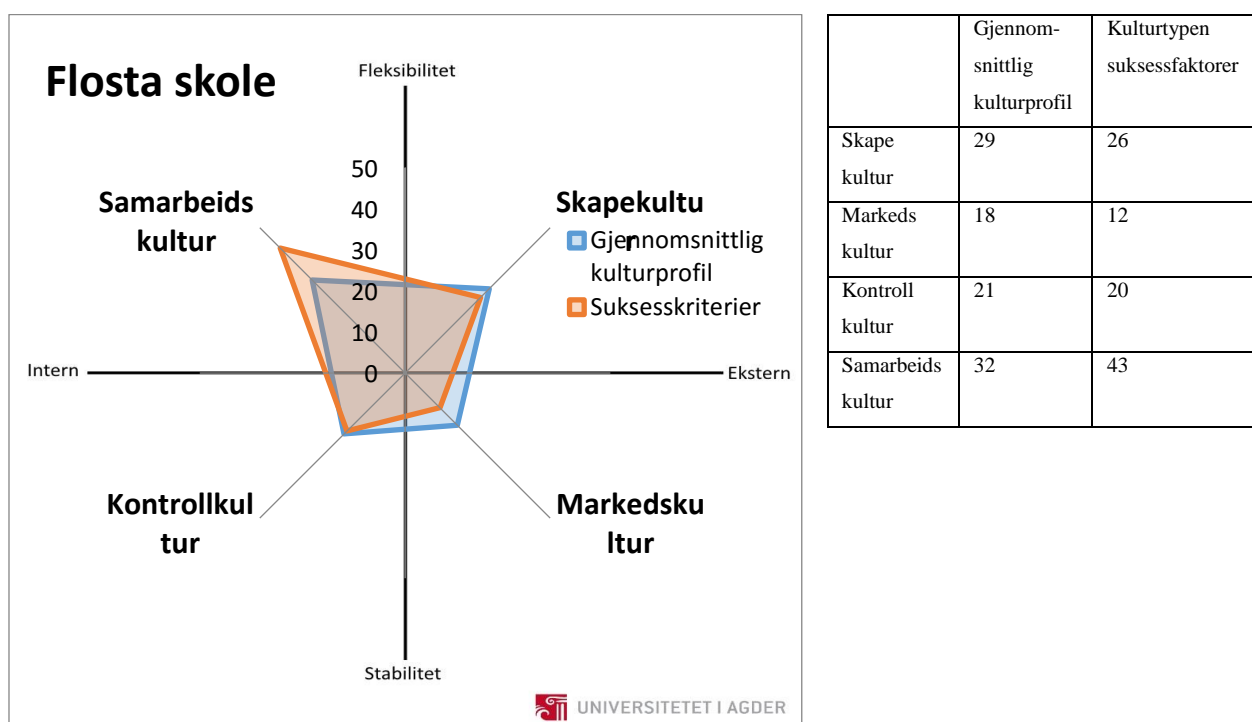 Flosta skole
Fleksibilitet
50
40
30
20
10
0
Samarbeids
kultur
Skapekultu
r
Gjennomsnittlig
kulturprofil
Suksesskriterier
Intern
Ekstern
Kontrollkul
tur
Markedsku
ltur
Stabilitet
UNIVERSITETET I AGDER
Gjennom-
snittlig
kulturprofil
Kulturtypen
suksessfaktorer
Skape
kultur
29
26
Markeds
kultur
18
12
Kontroll
kultur
21
20
Samarbeids
kultur
32
43